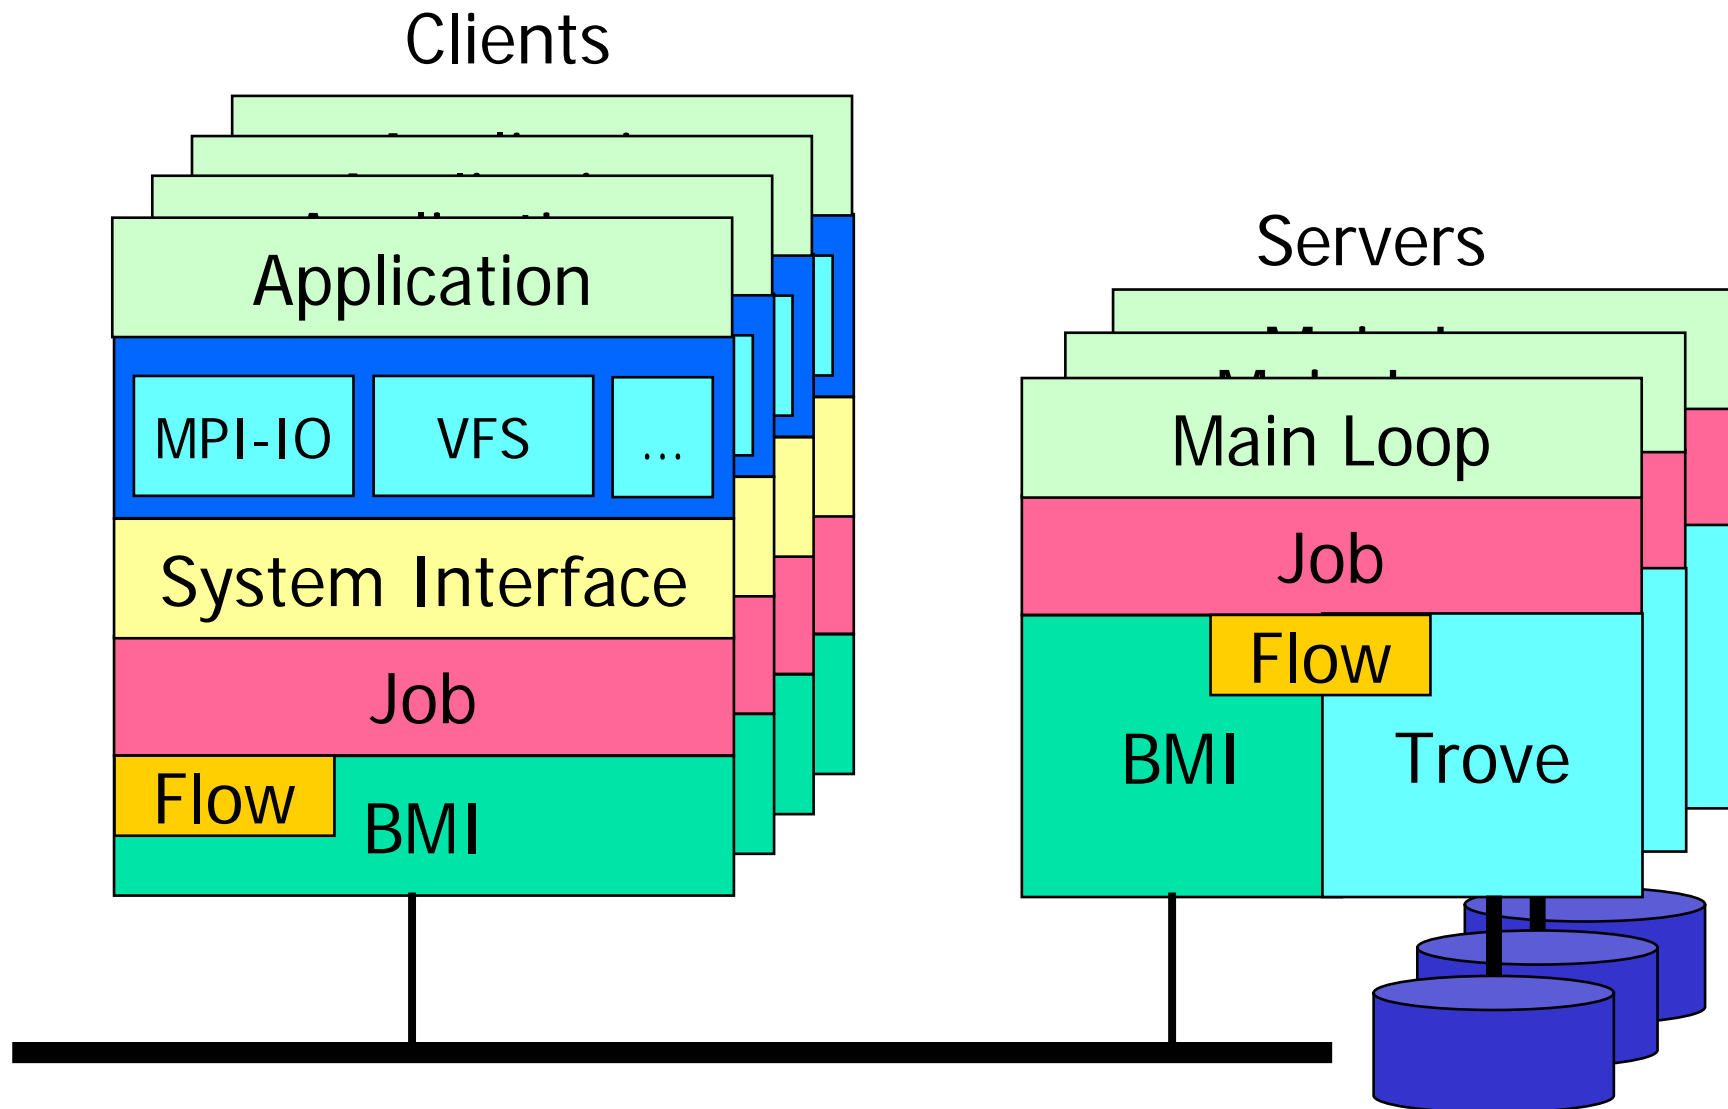 Clients
Application
MPI-IO VFS ...
System Interface
Job
Flow
BMI
Servers
Main Loop
Job
Flow
BMI Trove